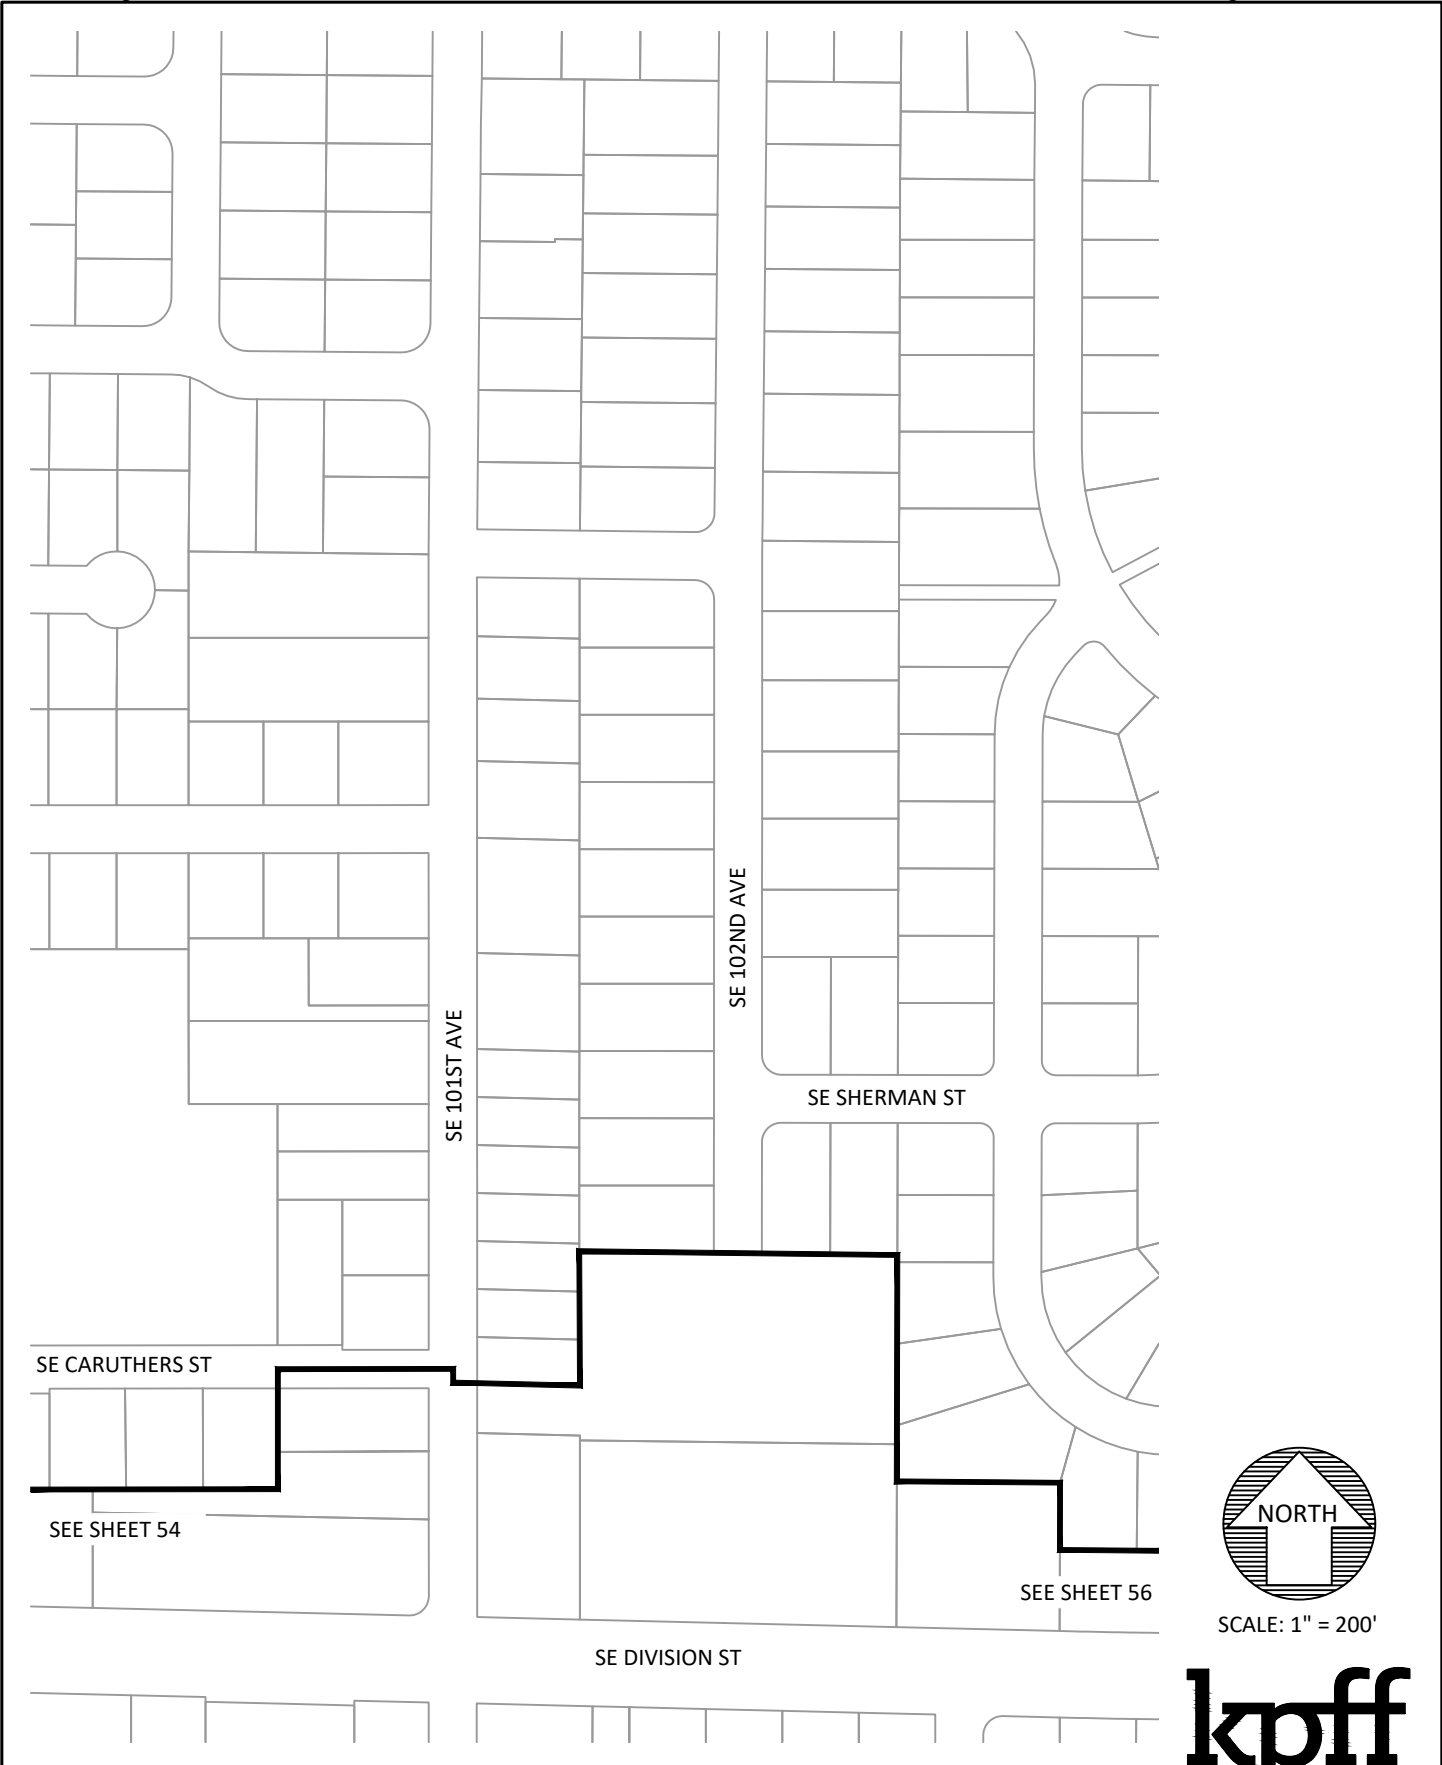 SE 102ND AVE
SE 101ST AVE
SE SHERMAN ST
SE CARUTHERS ST
SEE SHEET 54
NORTH
SEE SHEET 56
SCALE: 1" = 200'
SE DIVISION ST
kpff